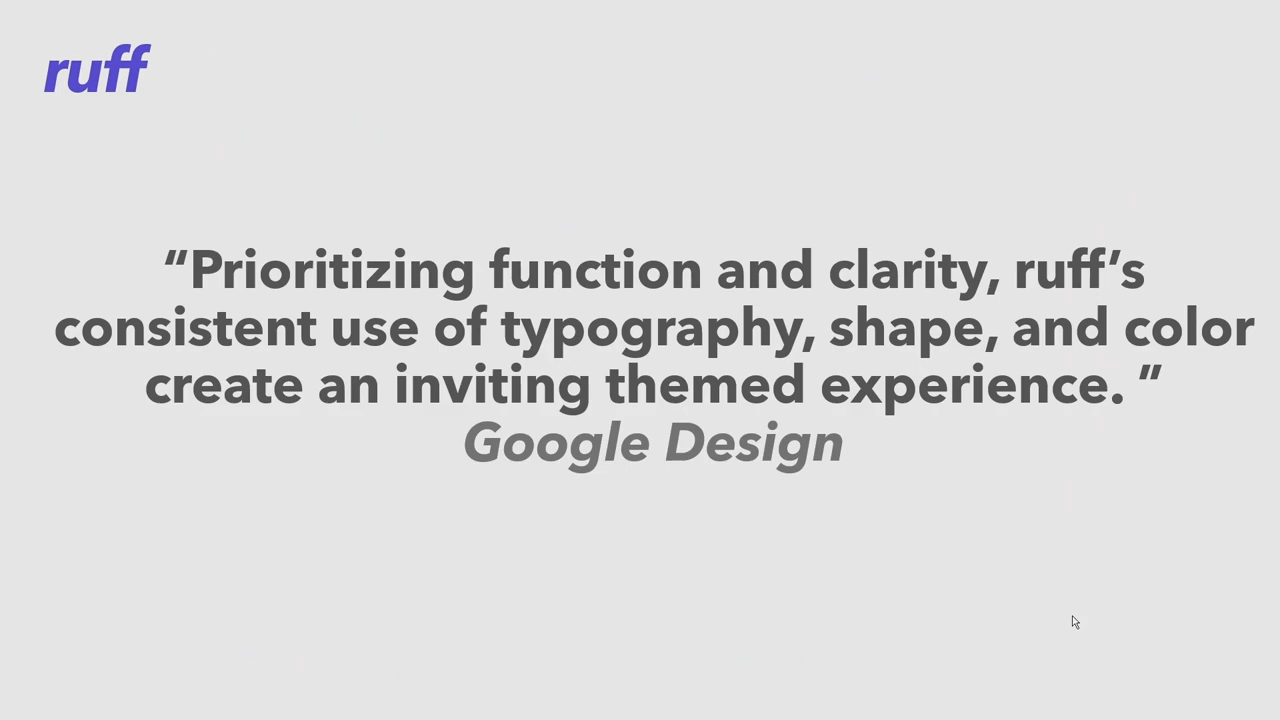 ruff
“Prioritizing function and clarity, ruff’s
consistent use of typography, shape, and color
create an inviting themed experience. ”
Google Design